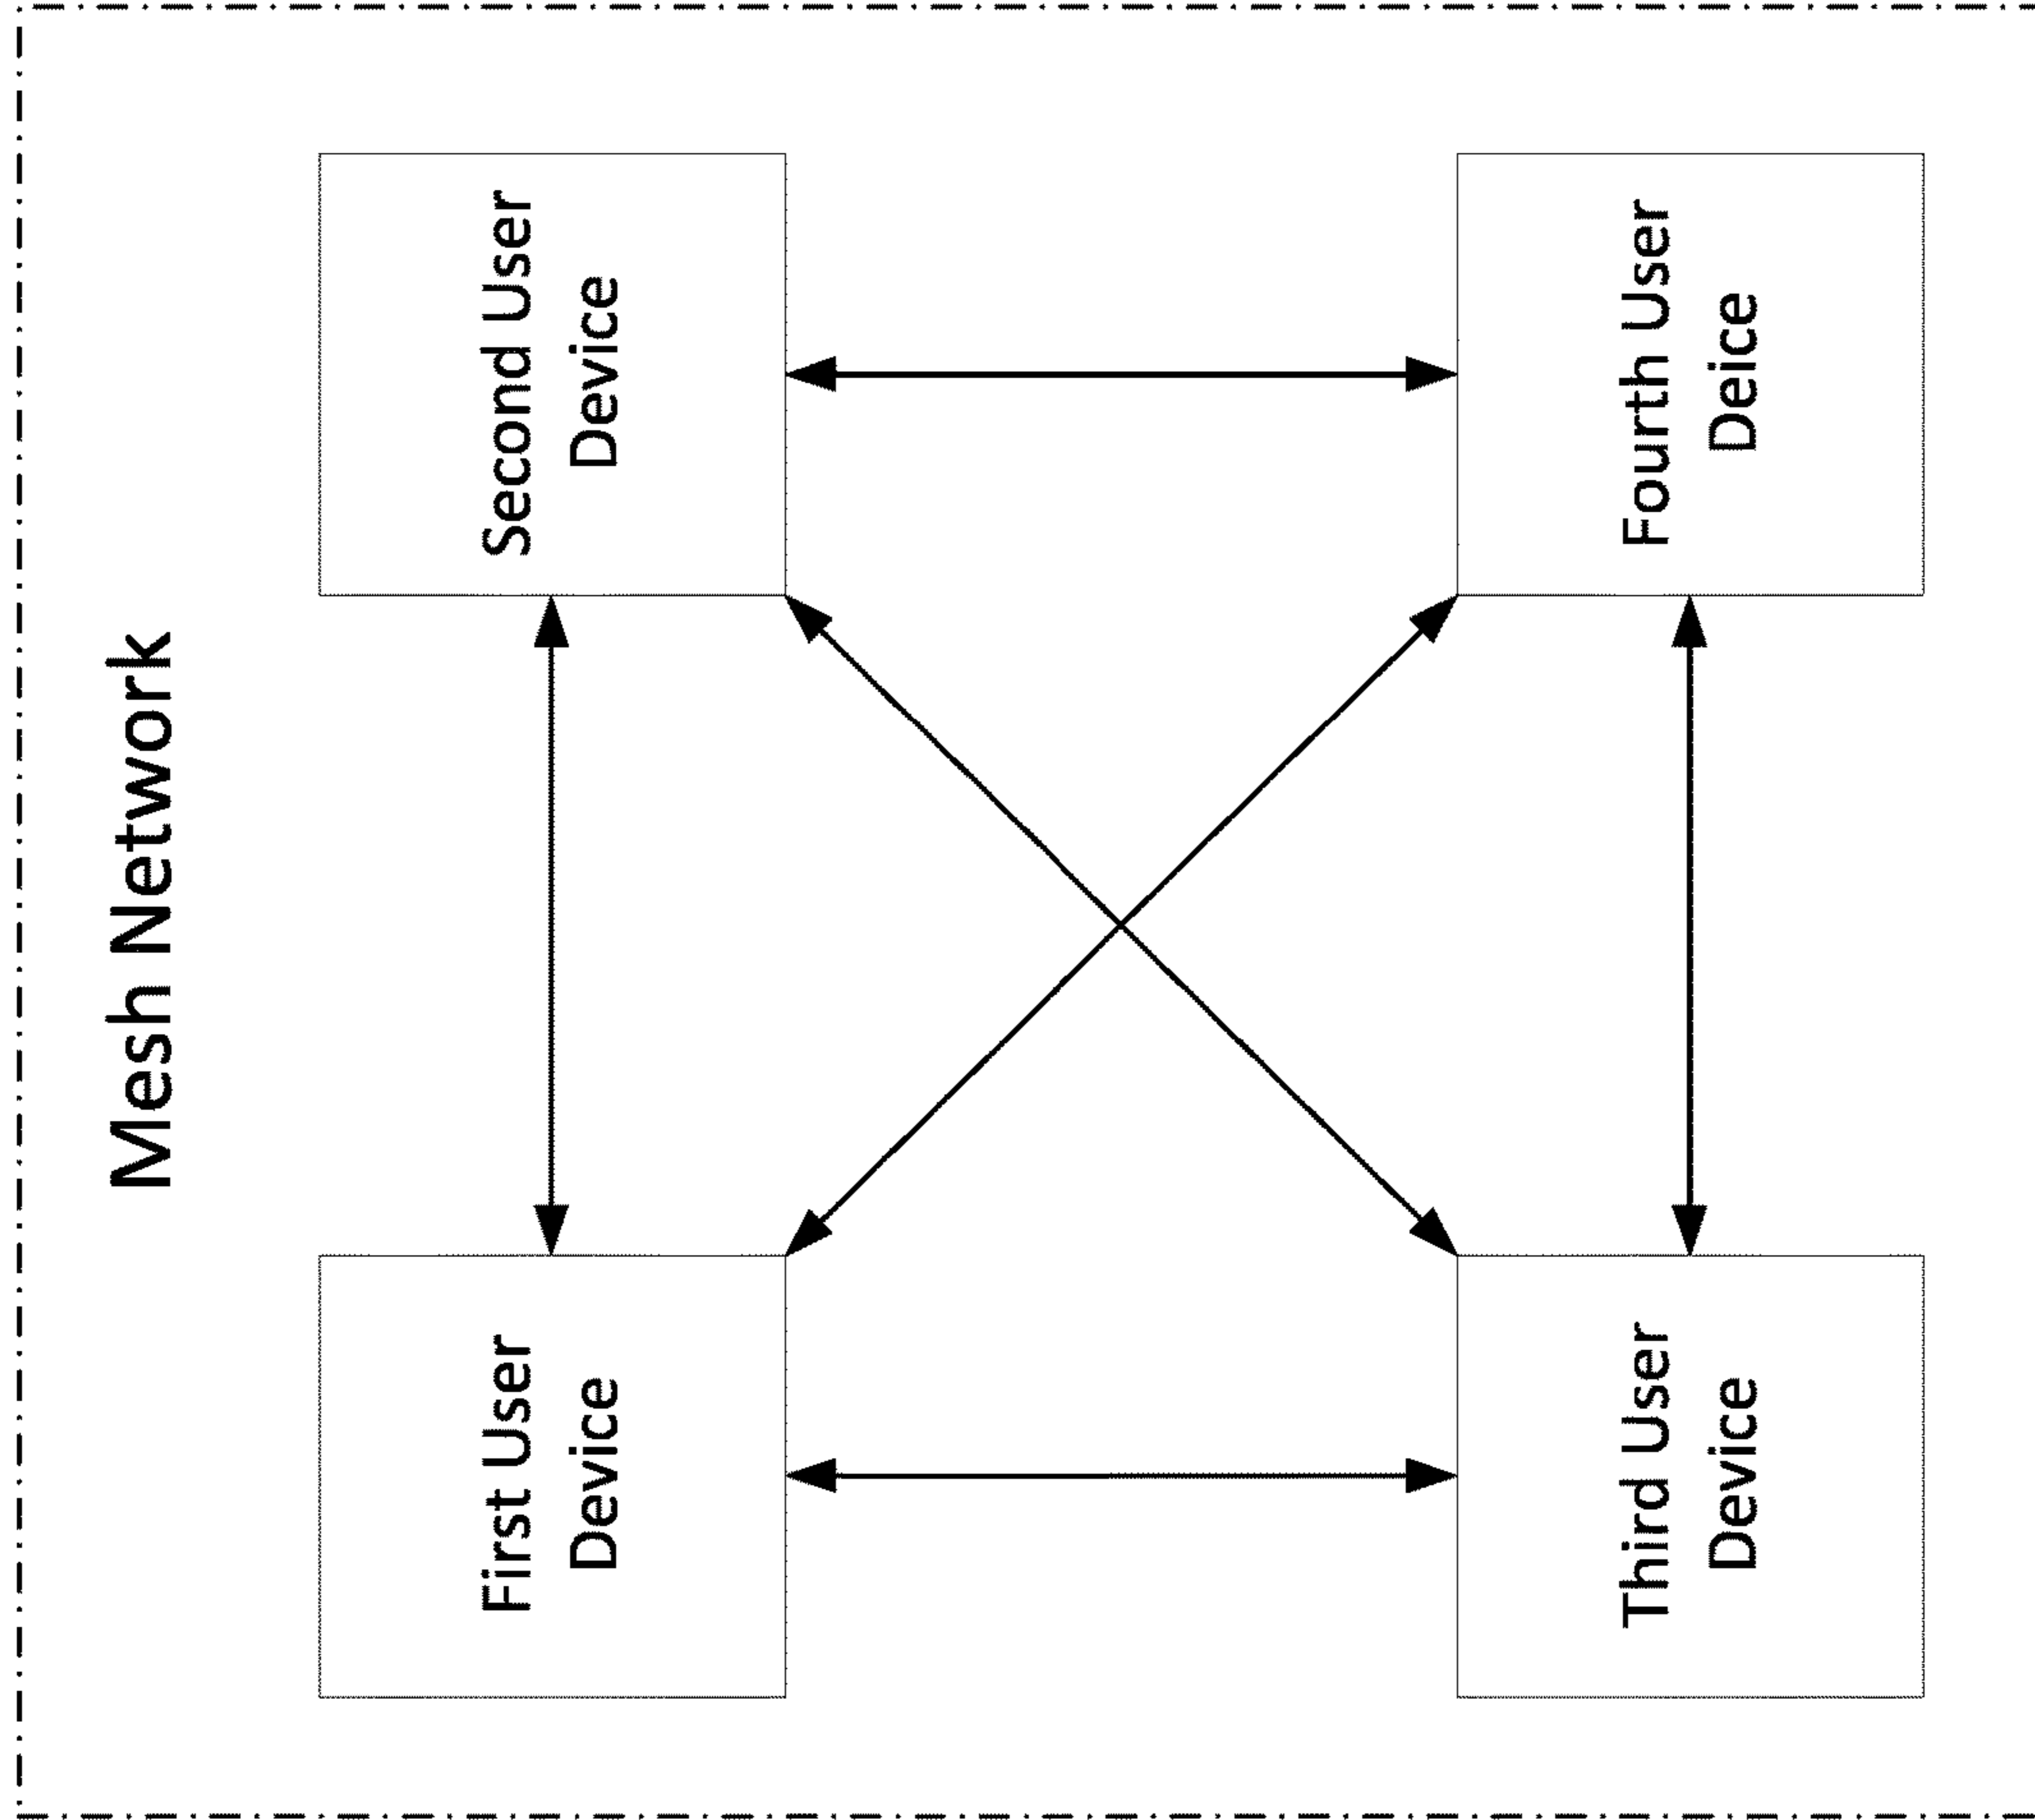 Mesh Network
First User
Device
Second User
Device
Third User
Device
Fourth User
Deice